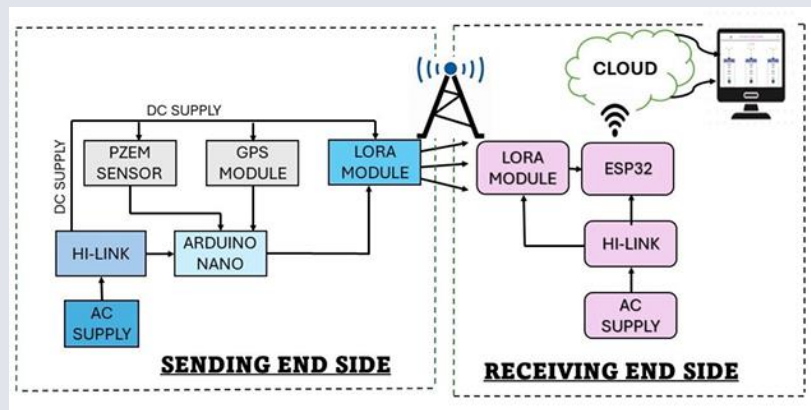 DC SUPPLY
DC SUPPLY
PZEM
SENSOR
GPS
MODULE
LORA
MODULE
HI-LINK
ARDUINO
NANO
AC
SUPPLY
SENDING END SIDE
CLOUD
LORA
MODULE
ESP32
HI-LINK
AC
SUPPLY
RECEIVING END SIDE